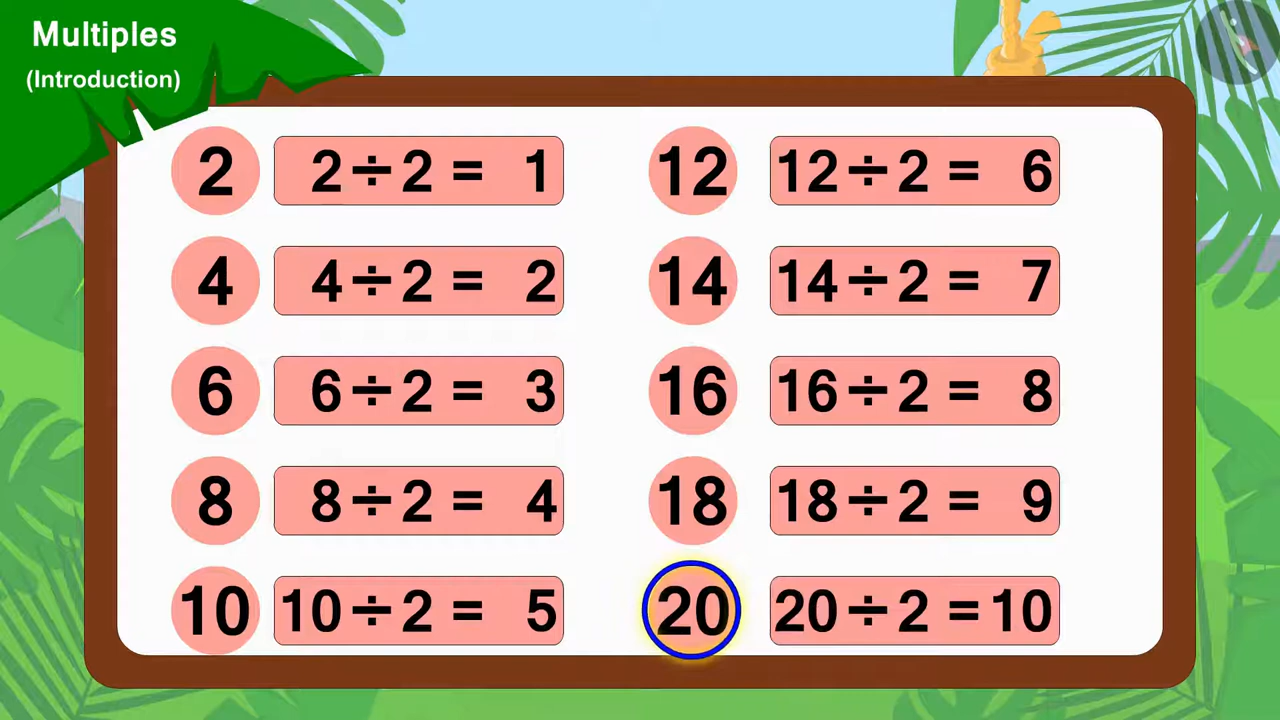 Multiples
(Introduction)
2 2÷2= 1
4 4÷2= 2
6 6÷2= 3
8 8÷2= 4
10 10÷2= 5
12 12÷2= 6
14 14÷2= 7
16 16÷2= 8
18 18÷2= 9
20 20÷2=10